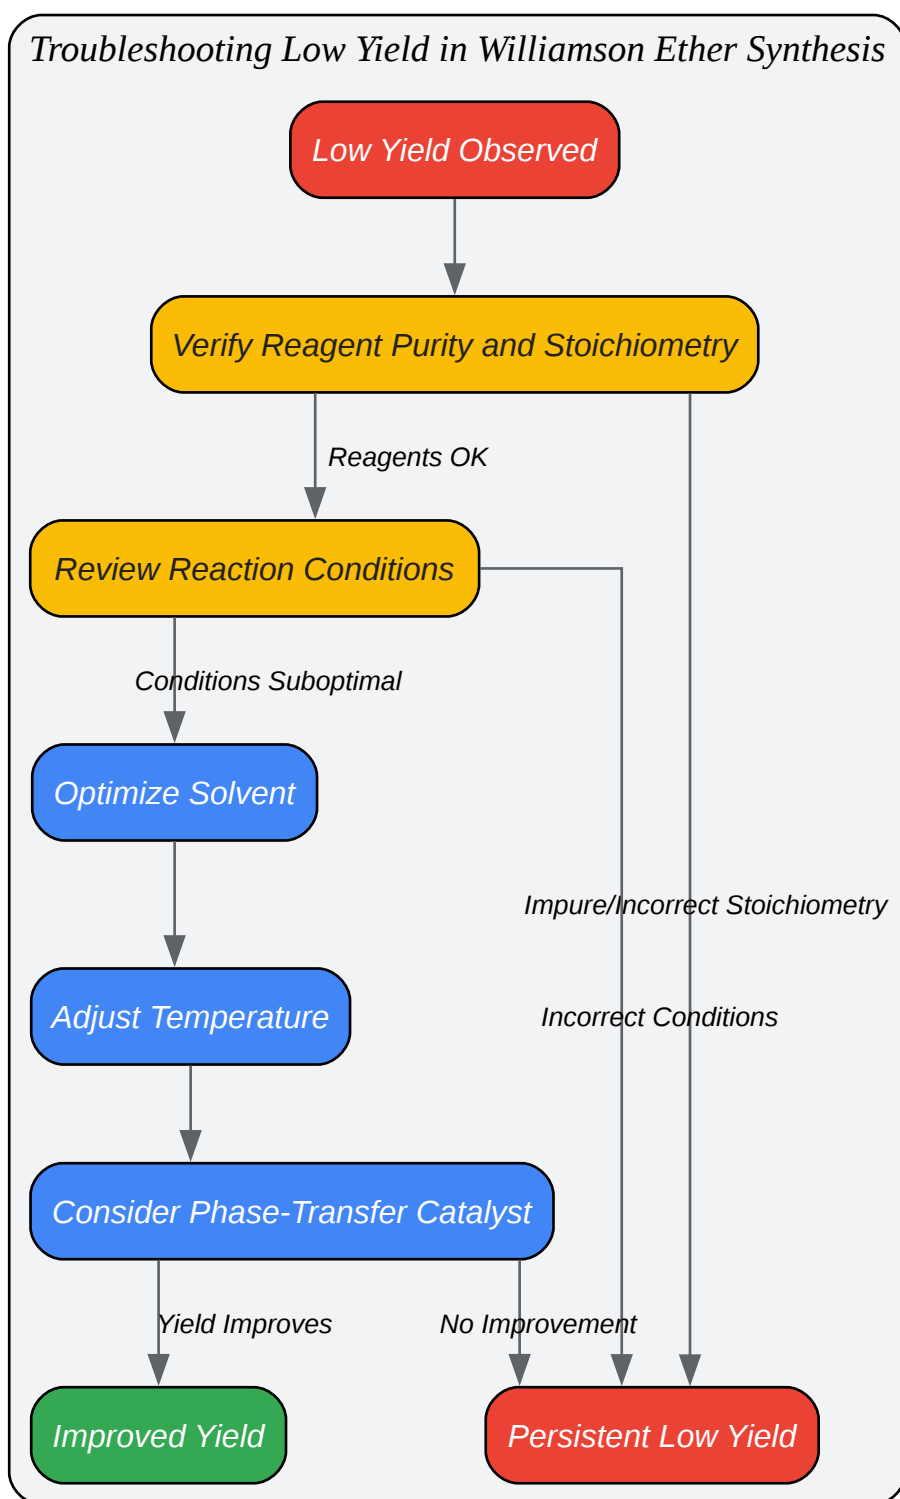 Troubleshooting Low Yield in Williamson Ether Synthesis
Low Yield Observed
Verify Reagent Purity and Stoichiometry
Reagents OK
Review Reaction Conditions
Conditions Suboptimal
Optimize Solvent
Impure/Incorrect Stoichiometry
Adjust Temperature
Incorrect Conditions
Consider Phase-Transfer Catalyst
Yield Improves
No Improvement
Improved Yield
Persistent Low Yield